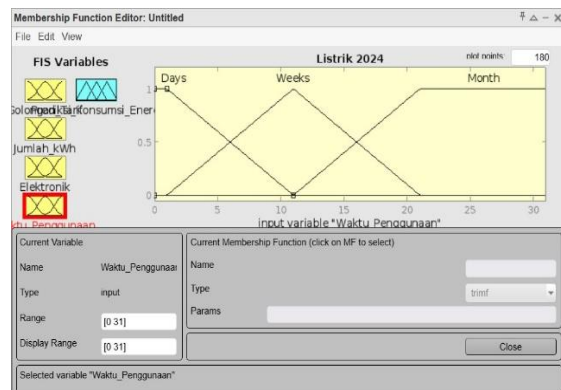 Membership Function Editor: Untitled
File Edit View
FIS Variables
Listrik 2024
plot points:
180
Days
Weeks
Month
1
0.5
0
Jumlah_kWh
Elektronik
0 5 10 15 20 25 30
input variable "Waktu_Penggunaan"
Current Variable
Current Membership Function (click on MF to select)
Name
Waktu_Penggunaan
Name
Type
input
Type
trimf
Params
Range
[0 31]
Display Range
[0 31]
Close
Selected variable "Waktu_Penggunaan"